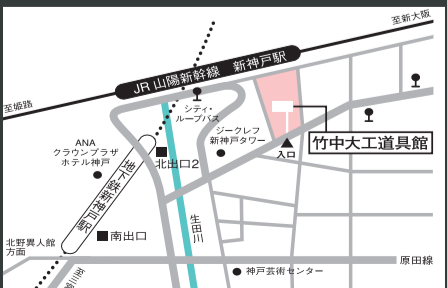 至新大阪
JR 山陽新幹線 新神戸駅
至姫路
シティ・
ループバス
ANA
クラウンプラザ
ホテル神戸
ジークレフ
新神戸タワー
竹中大工道具館
入口
北出口2
地下鉄新神戸駅
生田川
南出口
北野異人館
方面
原田線
神戸芸術センター
至三